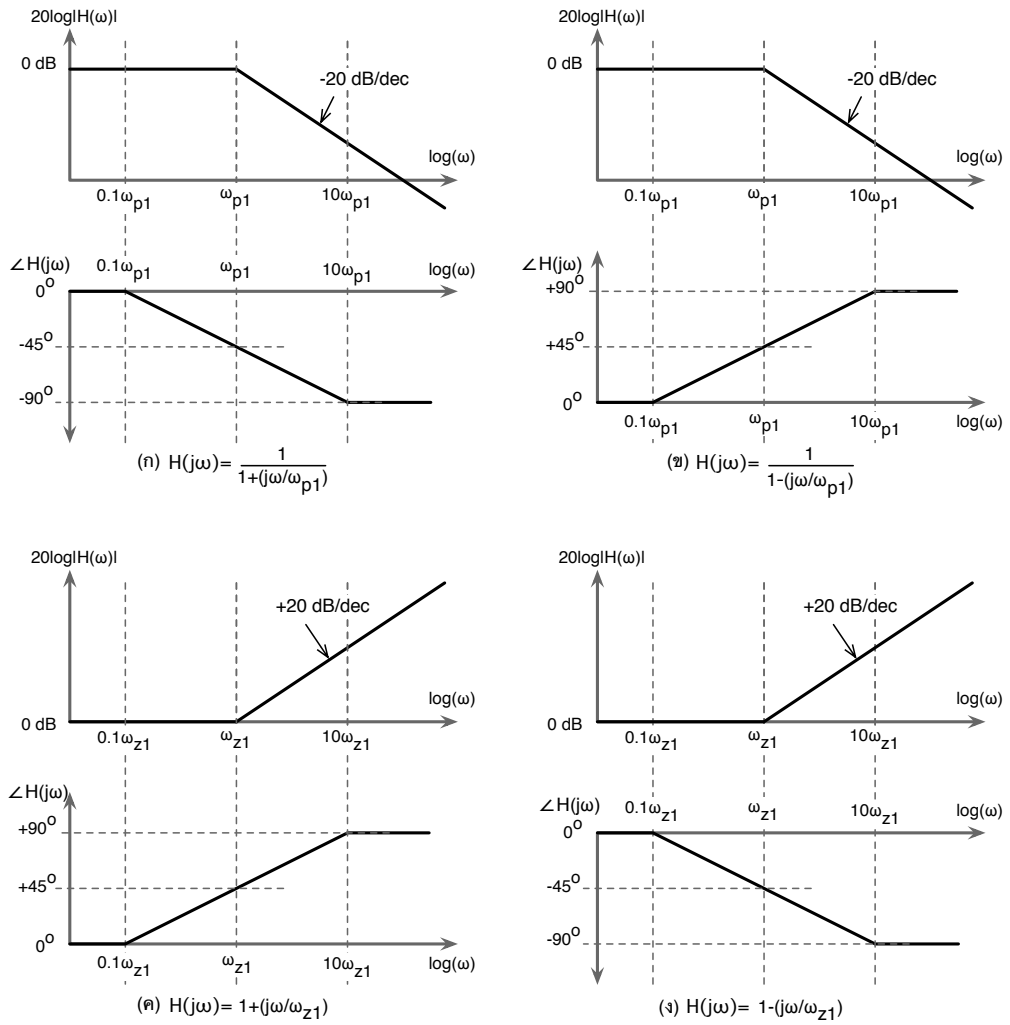 20log|H(ω)|
0 dB
-20 dB/dec
log(ω)
0.1ωp1
ωp1
10ωp1
∠H(jω)
0.1ωp1
ωp1
10ωp1
log(ω)
0°
-45°
-90°
(ก) H(jω)= 1 / 1+(jω/ωp1)
20log|H(ω)|
0 dB
-20 dB/dec
log(ω)
0.1ωp1
ωp1
10ωp1
∠H(jω)
+90°
+45°
0°
0.1ωp1
ωp1
10ωp1
log(ω)
(ข) H(jω)= 1 / 1-(jω/ωp1)
20log|H(ω)|
+20 dB/dec
log(ω)
0 dB
0.1ωz1
ωz1
10ωz1
∠H(jω)
+90°
+45°
0°
0.1ωz1
ωz1
10ωz1
log(ω)
(ค) H(jω)= 1+(jω/ωz1)
20log|H(ω)|
+20 dB/dec
log(ω)
0 dB
0.1ωz1
ωz1
10ωz1
∠H(jω)
0.1ωz1
ωz1
10ωz1
log(ω)
0°
-45°
-90°
(ง) H(jω)= 1-(jω/ωz1)